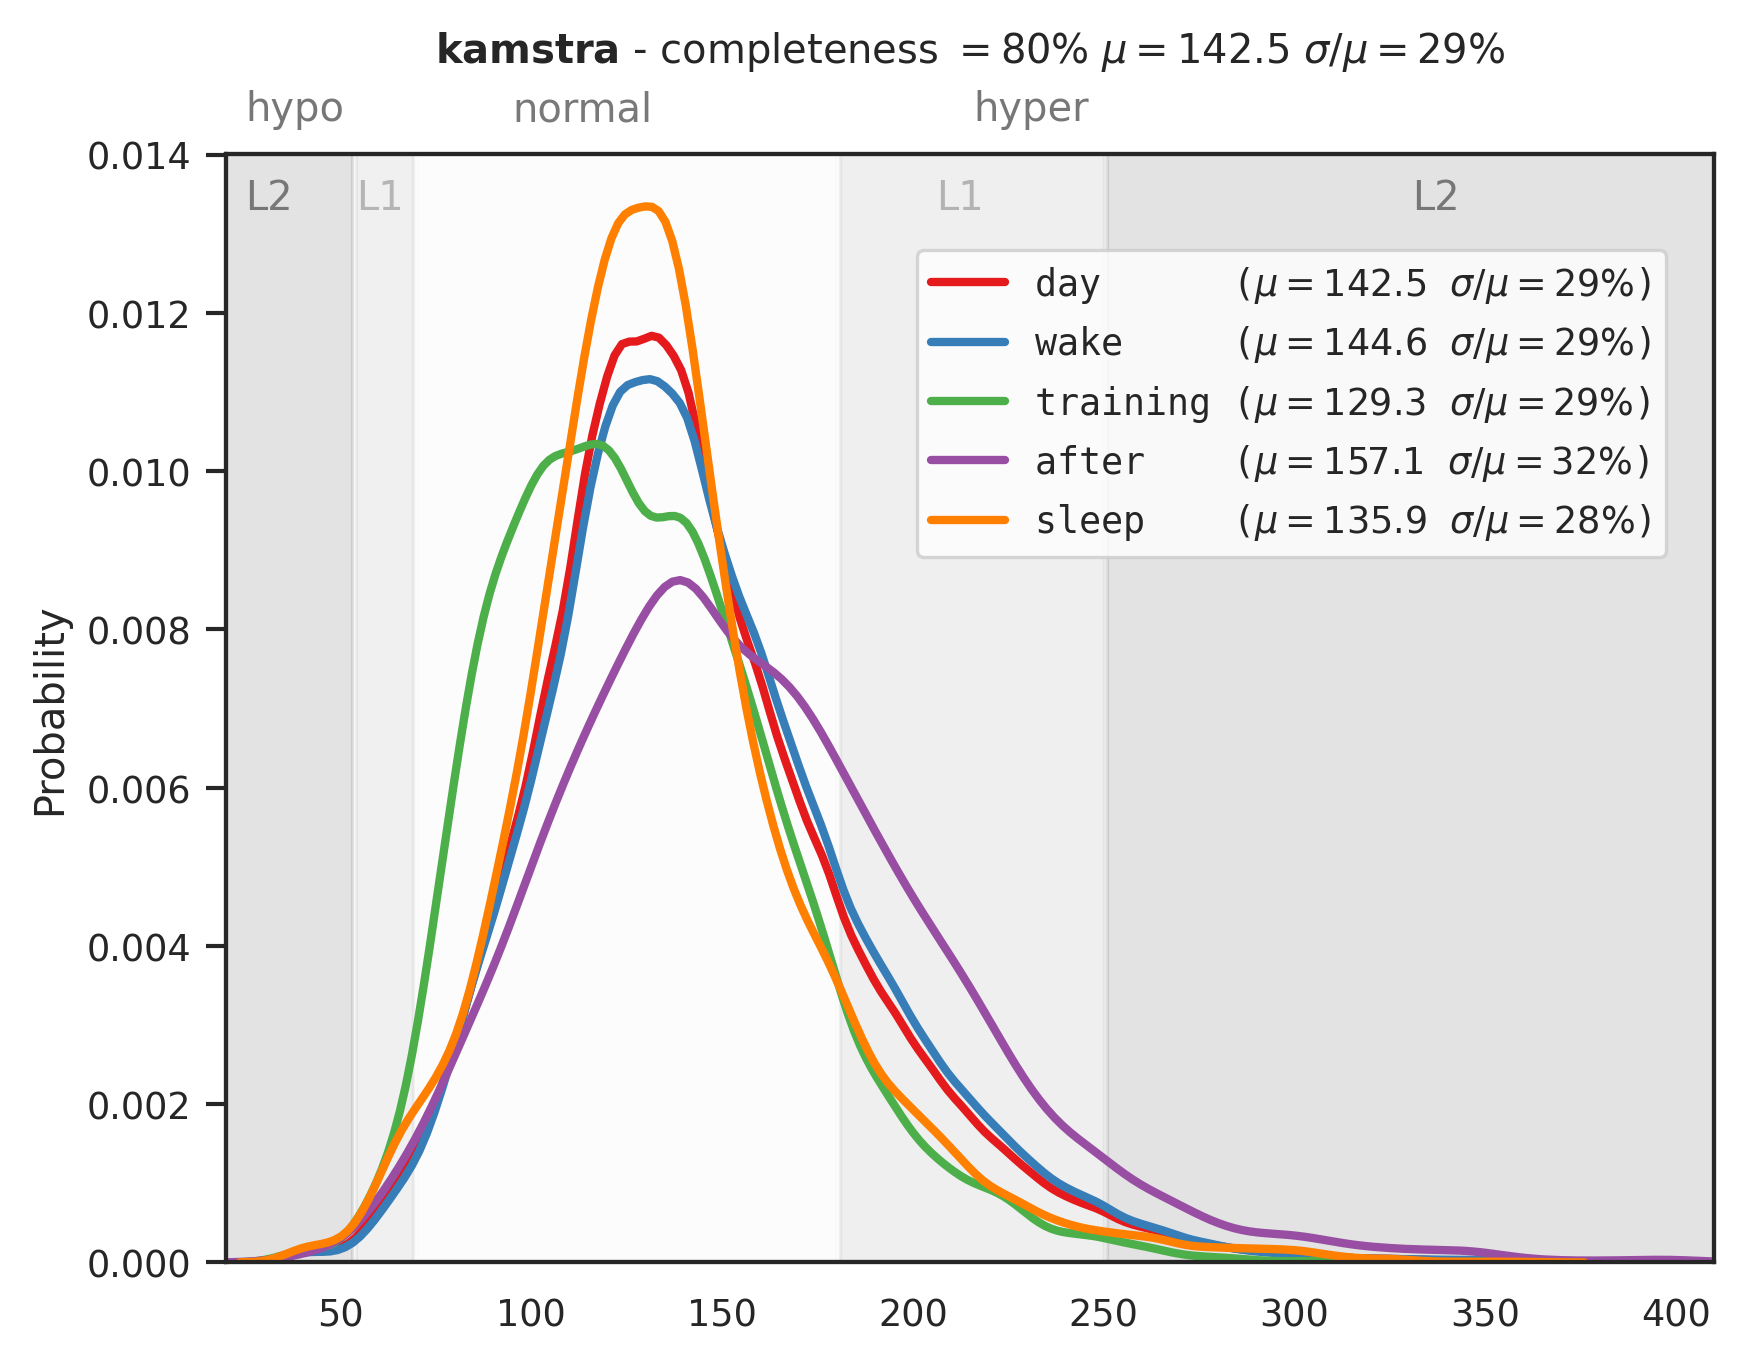 kamstra - completeness = 80% μ = 142.5 σ/μ = 29%
hypo normal hyper
L2 L1 L1 L2
0.014
0.012
0.010
0.008
0.006
0.004
0.002
0.000
Probability
day (μ = 142.5 σ/μ = 29%)
wake (μ = 144.6 σ/μ = 29%)
training (μ = 129.3 σ/μ = 29%)
after (μ = 157.1 σ/μ = 32%)
sleep (μ = 135.9 σ/μ = 28%)
50 100 150 200 250 300 350 400